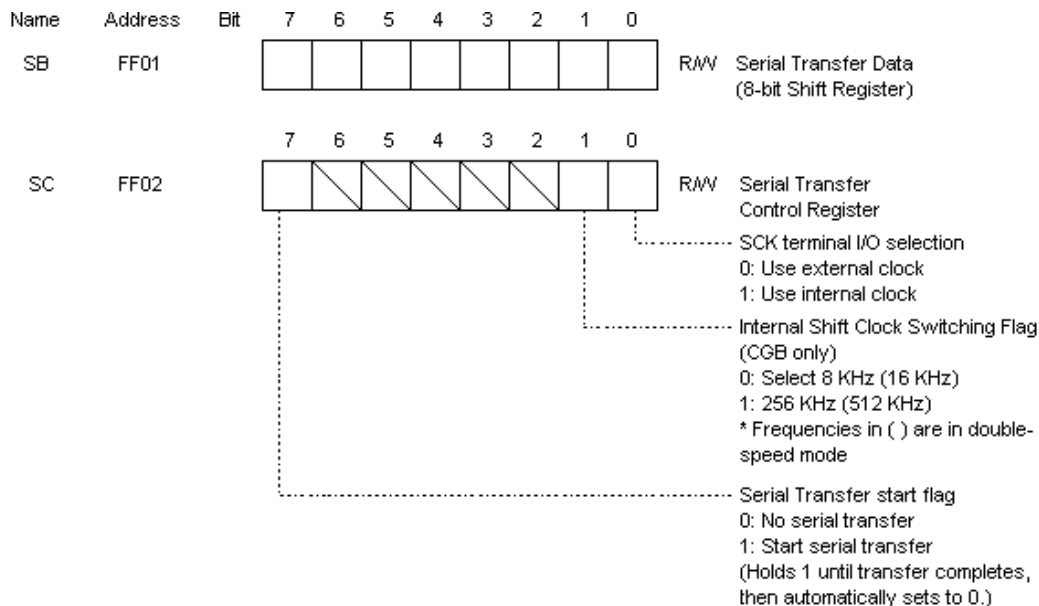 Name Address Bit 7 6 5 4 3 2 1 0
SB FF01 R/W Serial Transfer Data
(8-bit Shift Register)
7 6 5 4 3 2 1 0
SC FF02 R/W Serial Transfer
Control Register
SCK terminal I/O selection
0: Use external clock
1: Use internal clock
Internal Shift Clock Switching Flag
(CGB only)
0: Select 8 KHz (16 KHz)
1: 256 KHz (512 KHz)
* Frequencies in ( ) are in double-
speed mode
Serial Transfer start flag
0: No serial transfer
1: Start serial transfer
(Holds 1 until transfer completes,
then automatically sets to 0.)